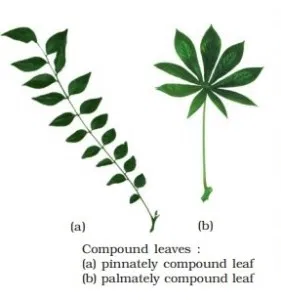 (a) (b)
Compound leaves :
(a) pinnately compound leaf
(b) palmately compound leaf